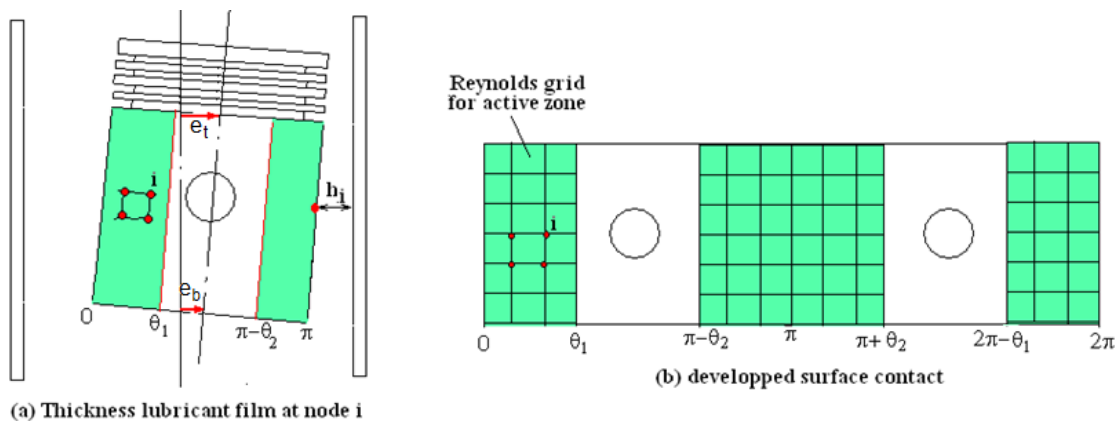 e_t
i
h_i
e_b
0
θ_1
π-θ_2
π
(a) Thickness lubricant film at node i
Reynolds grid
for active zone
i
0
θ_1
π-θ_2
π
π+θ_2
2π-θ_1
2π
(b) developped surface contact